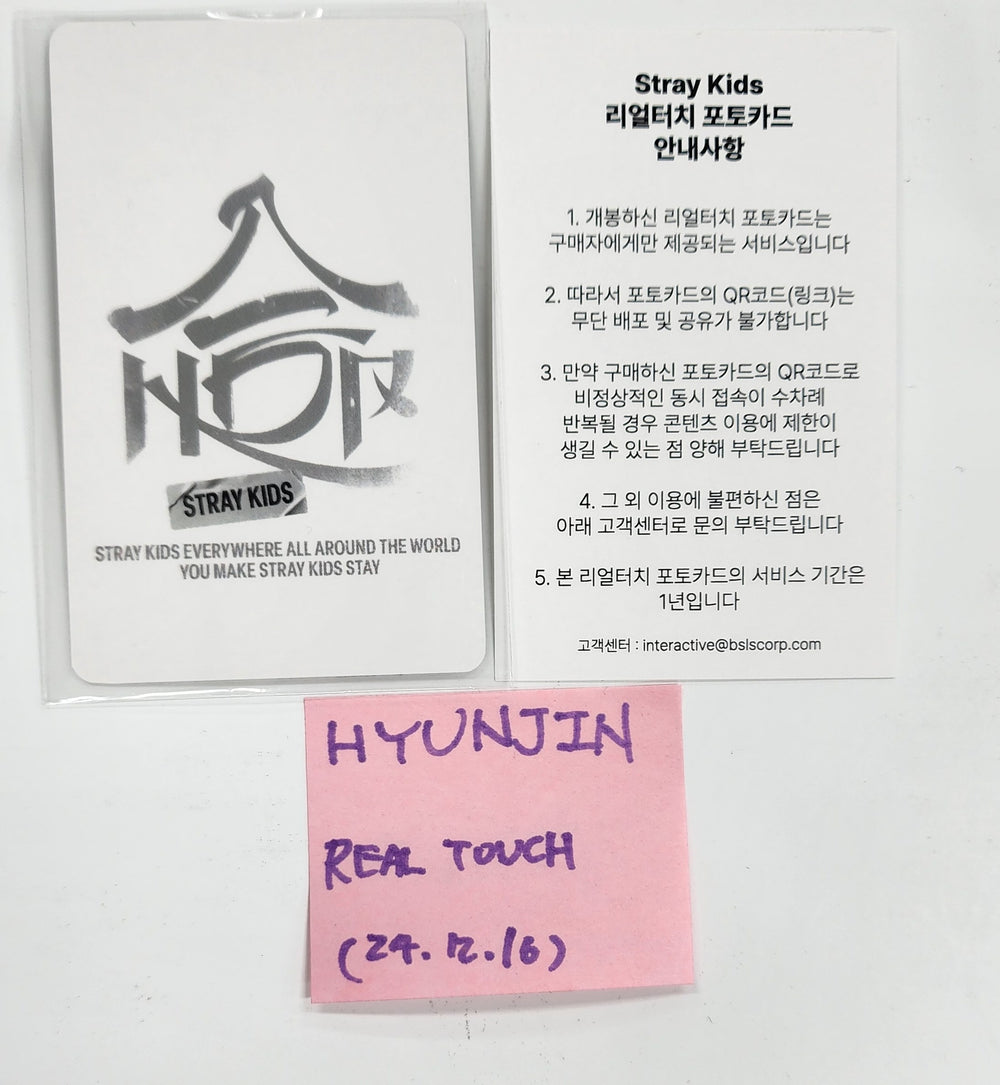 合
HOP
STRAY KIDS
STRAY KIDS EVERYWHERE ALL AROUND THE WORLD
YOU MAKE STRAY KIDS STAY
Stray Kids
리얼터치 포토카드
안내사항
1. 개봉하신 리얼터치 포토카드는
구매자에게만 제공되는 서비스입니다
2. 따라서 포토카드의 QR코드(링크)는
무단 배포 및 공유가 불가합니다
3. 만약 구매하신 포토카드의 QR코드로
비정상적인 동시 접속이 수차례
반복될 경우 콘텐츠 이용에 제한이
생길 수 있는 점 양해 부탁드립니다
4. 그 외 이용에 불편하신 점은
아래 고객센터로 문의 부탁드립니다
5. 본 리얼터치 포토카드의 서비스 기간은
1년입니다
고객센터 : interactive@bslscorp.com
HYUNJIN
REAL TOUCH
(24.12.16)